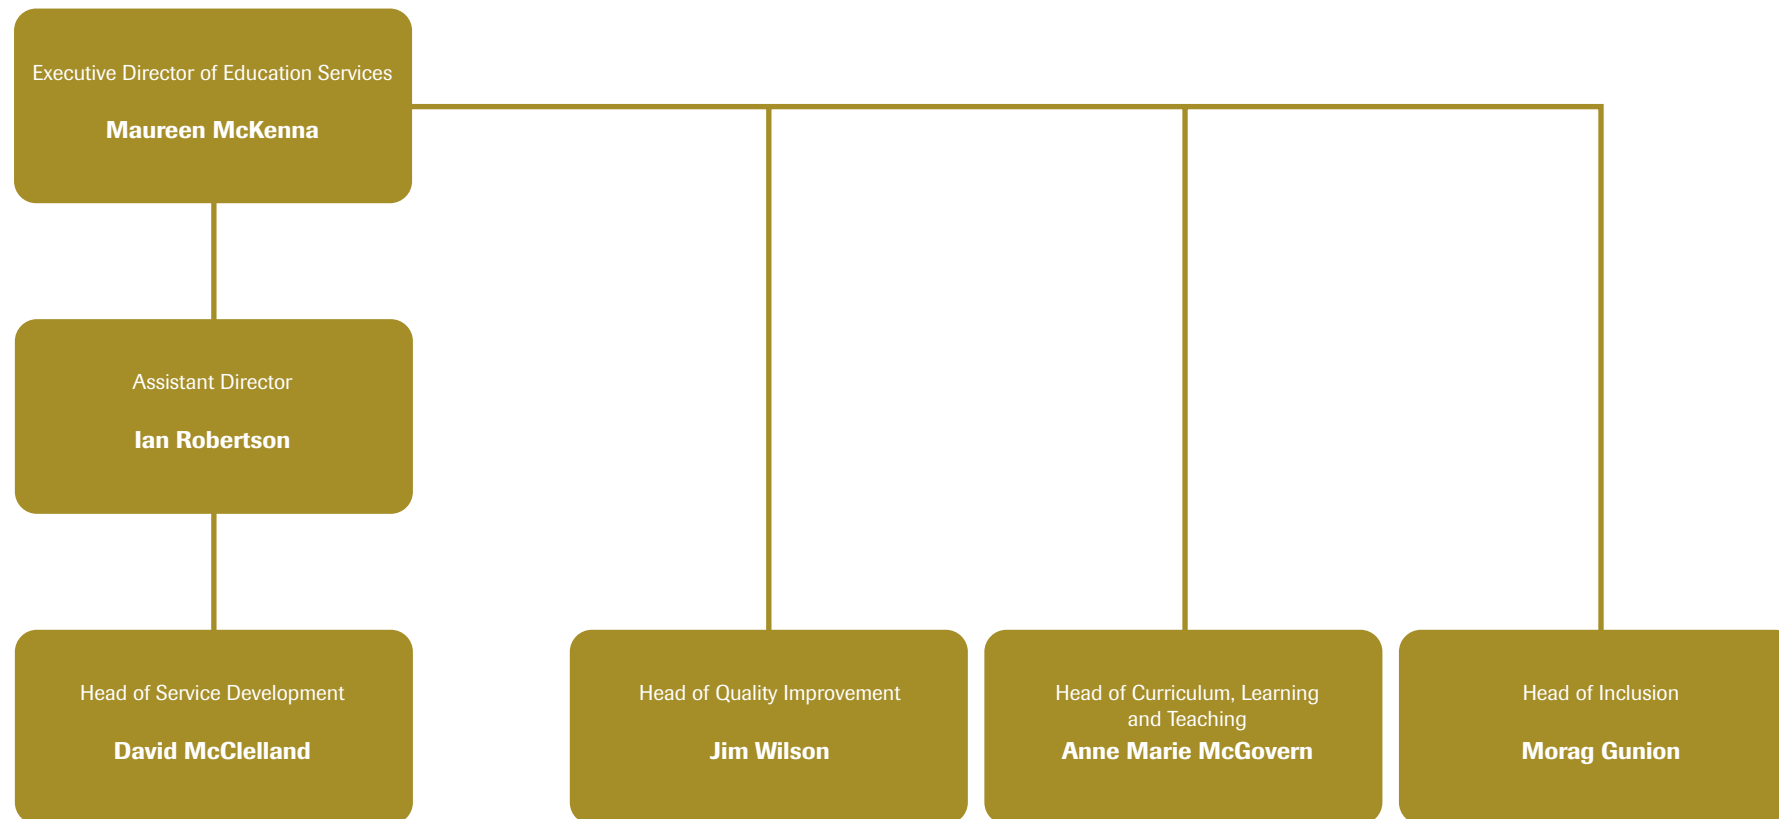 Executive Director of Education Services
Maureen McKenna
Assistant Director
Ian Robertson
Head of Service Development
David McClelland
Head of Quality Improvement
Jim Wilson
Head of Curriculum, Learning
and Teaching
Anne Marie McGovern
Head of Inclusion
Morag Gunion